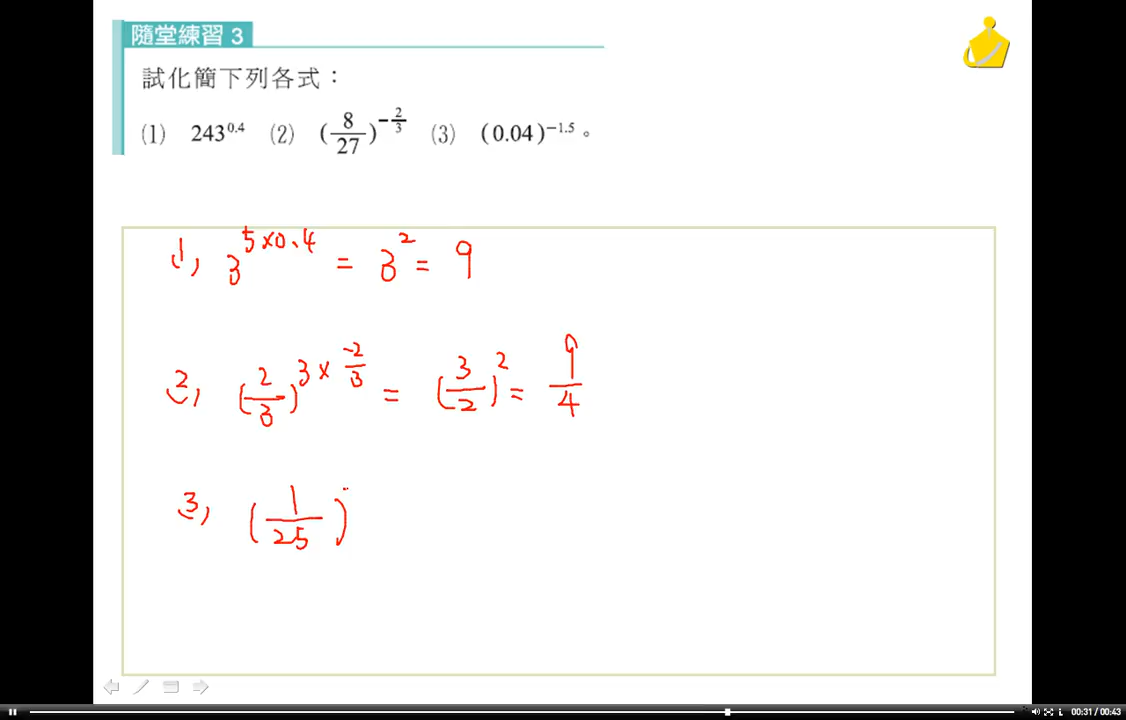 隨堂練習 3
試化簡下列各式：
(1) 243^0.4 (2) (8/27)^-2/3 (3) (0.04)^-1.5。
1) 3^5×0.4 = 3^2 = 9
2) (2/3)^3×-2/3 = (3/2)^2 = 9/4
3) (1/25)
00:31 / 00:43